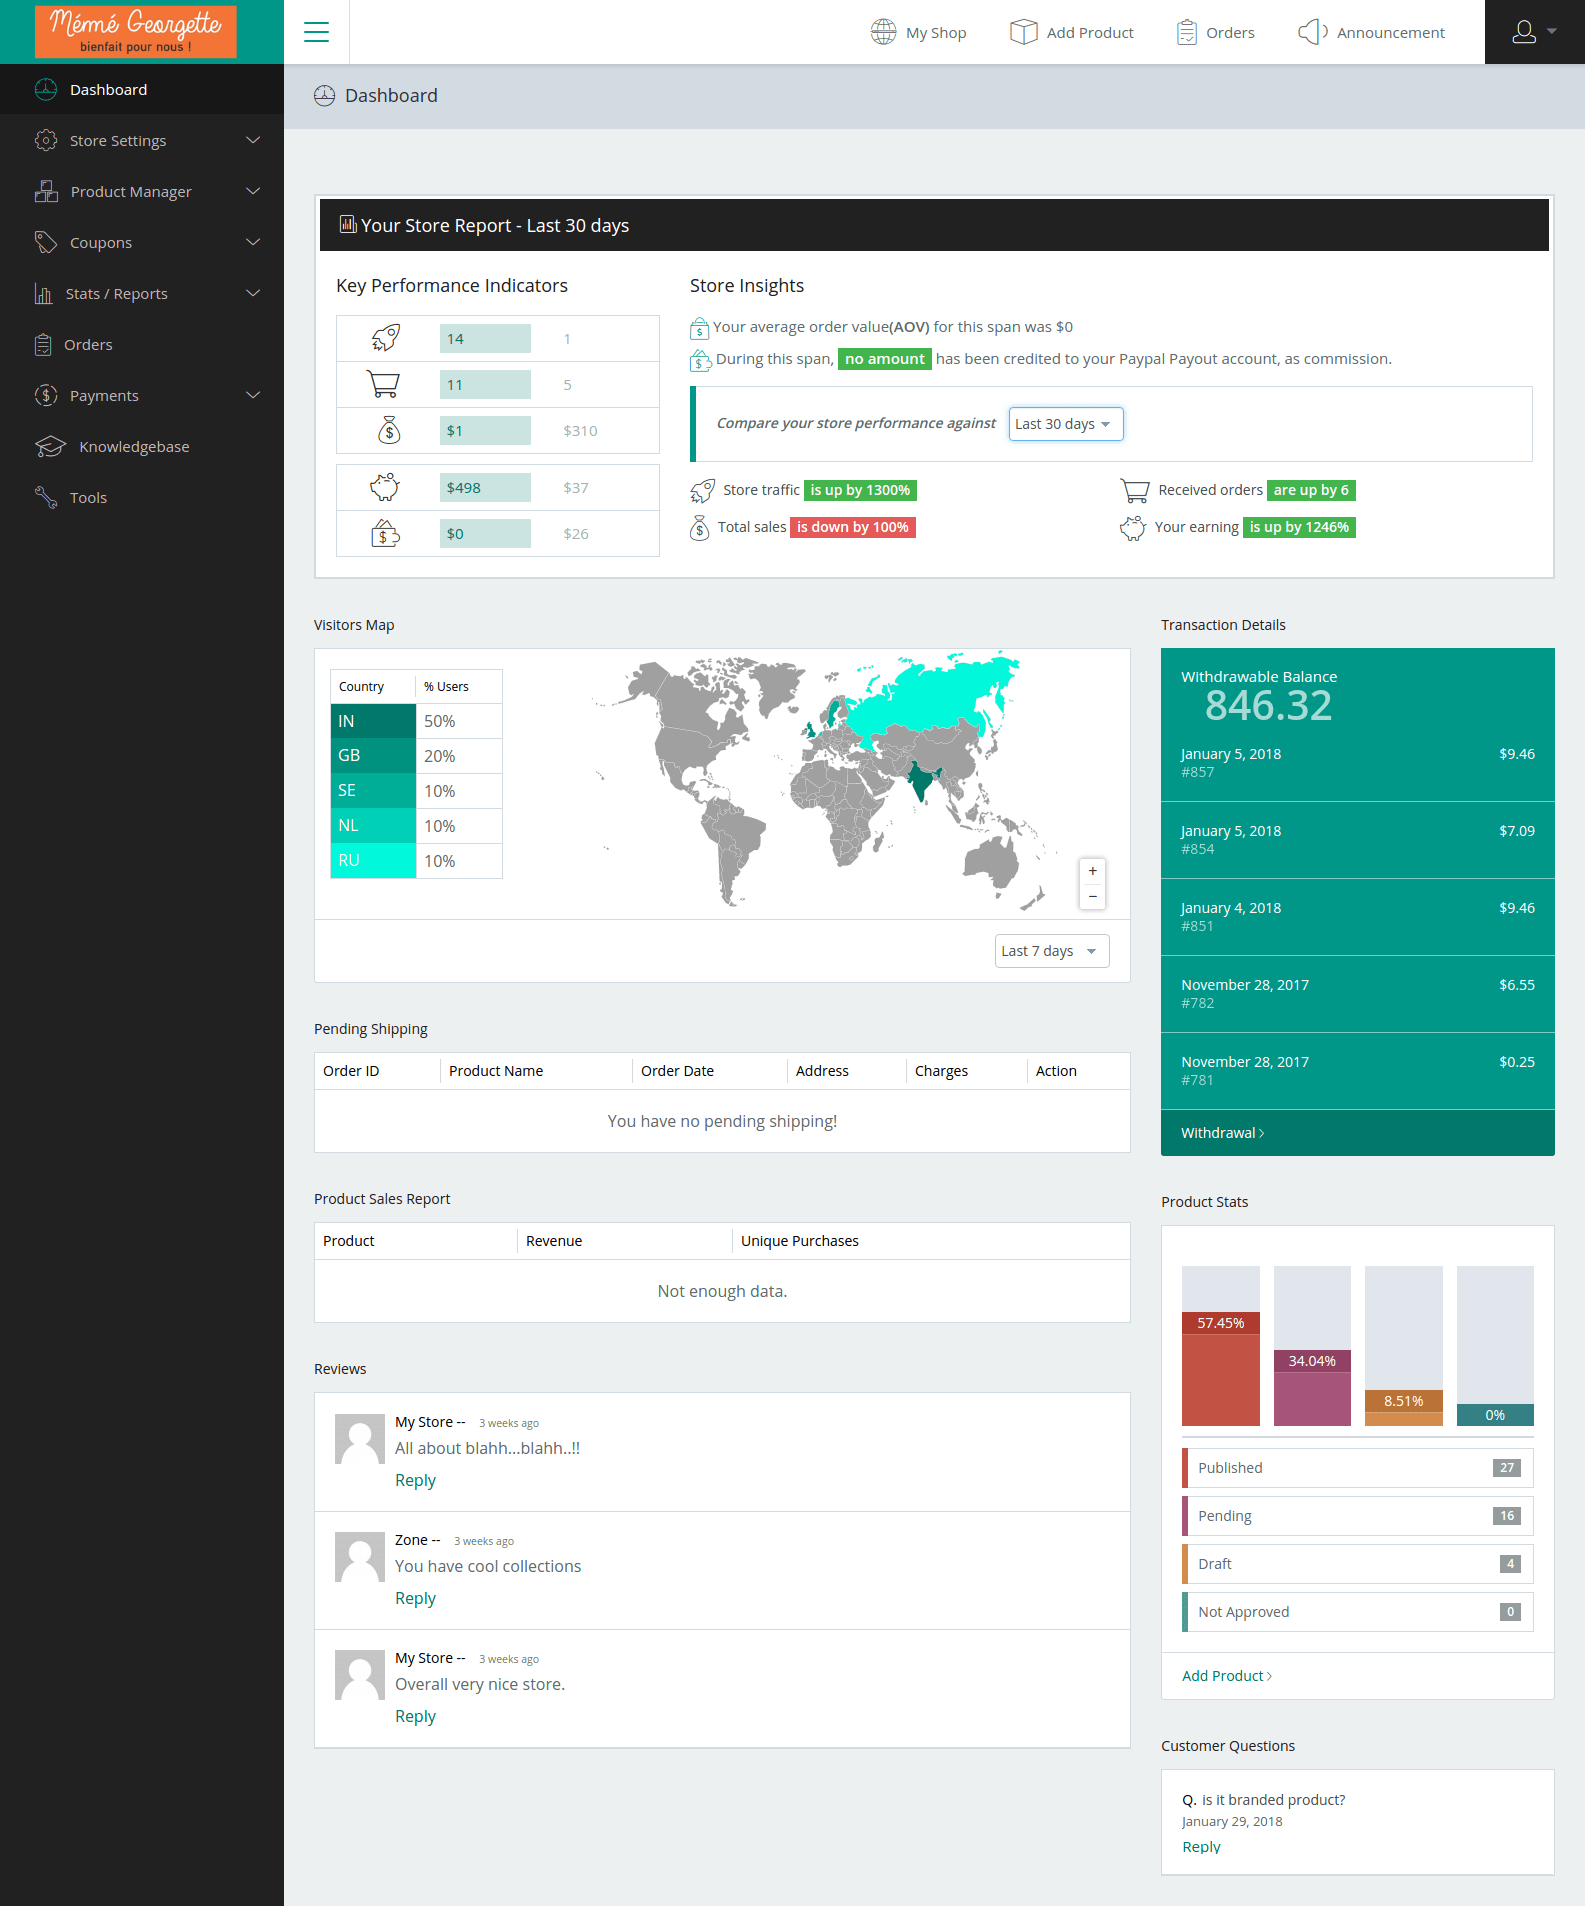 Mémé Georgette
bienfait pour nous !
My Shop
Add Product
Orders
Announcement
Dashboard
Store Settings
Product Manager
Coupons
Stats / Reports
Orders
Payments
Knowledgebase
Tools
Dashboard
Your Store Report - Last 30 days
Key Performance Indicators
14 1
11 5
$1 $310
$498 $37
$0 $26
Store Insights
Your average order value(AOV) for this span was $0
During this span, no amount has been credited to your Paypal Payout account, as commission.
Compare your store performance against Last 30 days
Store traffic is up by 1300%
Received orders are up by 6
Total sales is down by 100%
Your earning is up by 1246%
Visitors Map
Country % Users
IN 50%
GB 20%
SE 10%
NL 10%
RU 10%
+
−
Last 7 days
Pending Shipping
Order ID Product Name Order Date Address Charges Action
You have no pending shipping!
Product Sales Report
Product Revenue Unique Purchases
Not enough data.
Reviews
My Store -- 3 weeks ago
All about blahh...blahh..!!
Reply
Zone -- 3 weeks ago
You have cool collections
Reply
My Store -- 3 weeks ago
Overall very nice store.
Reply
Transaction Details
Withdrawable Balance
846.32
January 5, 2018 $9.46
#857
January 5, 2018 $7.09
#854
January 4, 2018 $9.46
#851
November 28, 2017 $6.55
#782
November 28, 2017 $0.25
#781
Withdrawal
Product Stats
57.45%
34.04%
8.51%
0%
Published 27
Pending 16
Draft 4
Not Approved 0
Add Product
Customer Questions
Q. is it branded product?
January 29, 2018
Reply